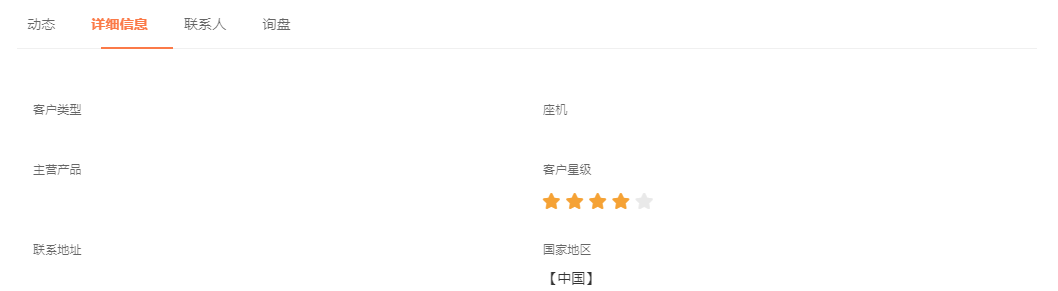 动态 详细信息 联系人 询盘
客户类型 座机
主营产品 客户星级
联系地址 国家地区
【中国】